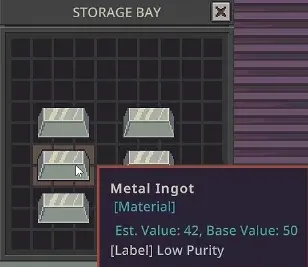 STORAGE BAY
Metal Ingot
[Material]
Est. Value: 42, Base Value: 50
[Label] Low Purity